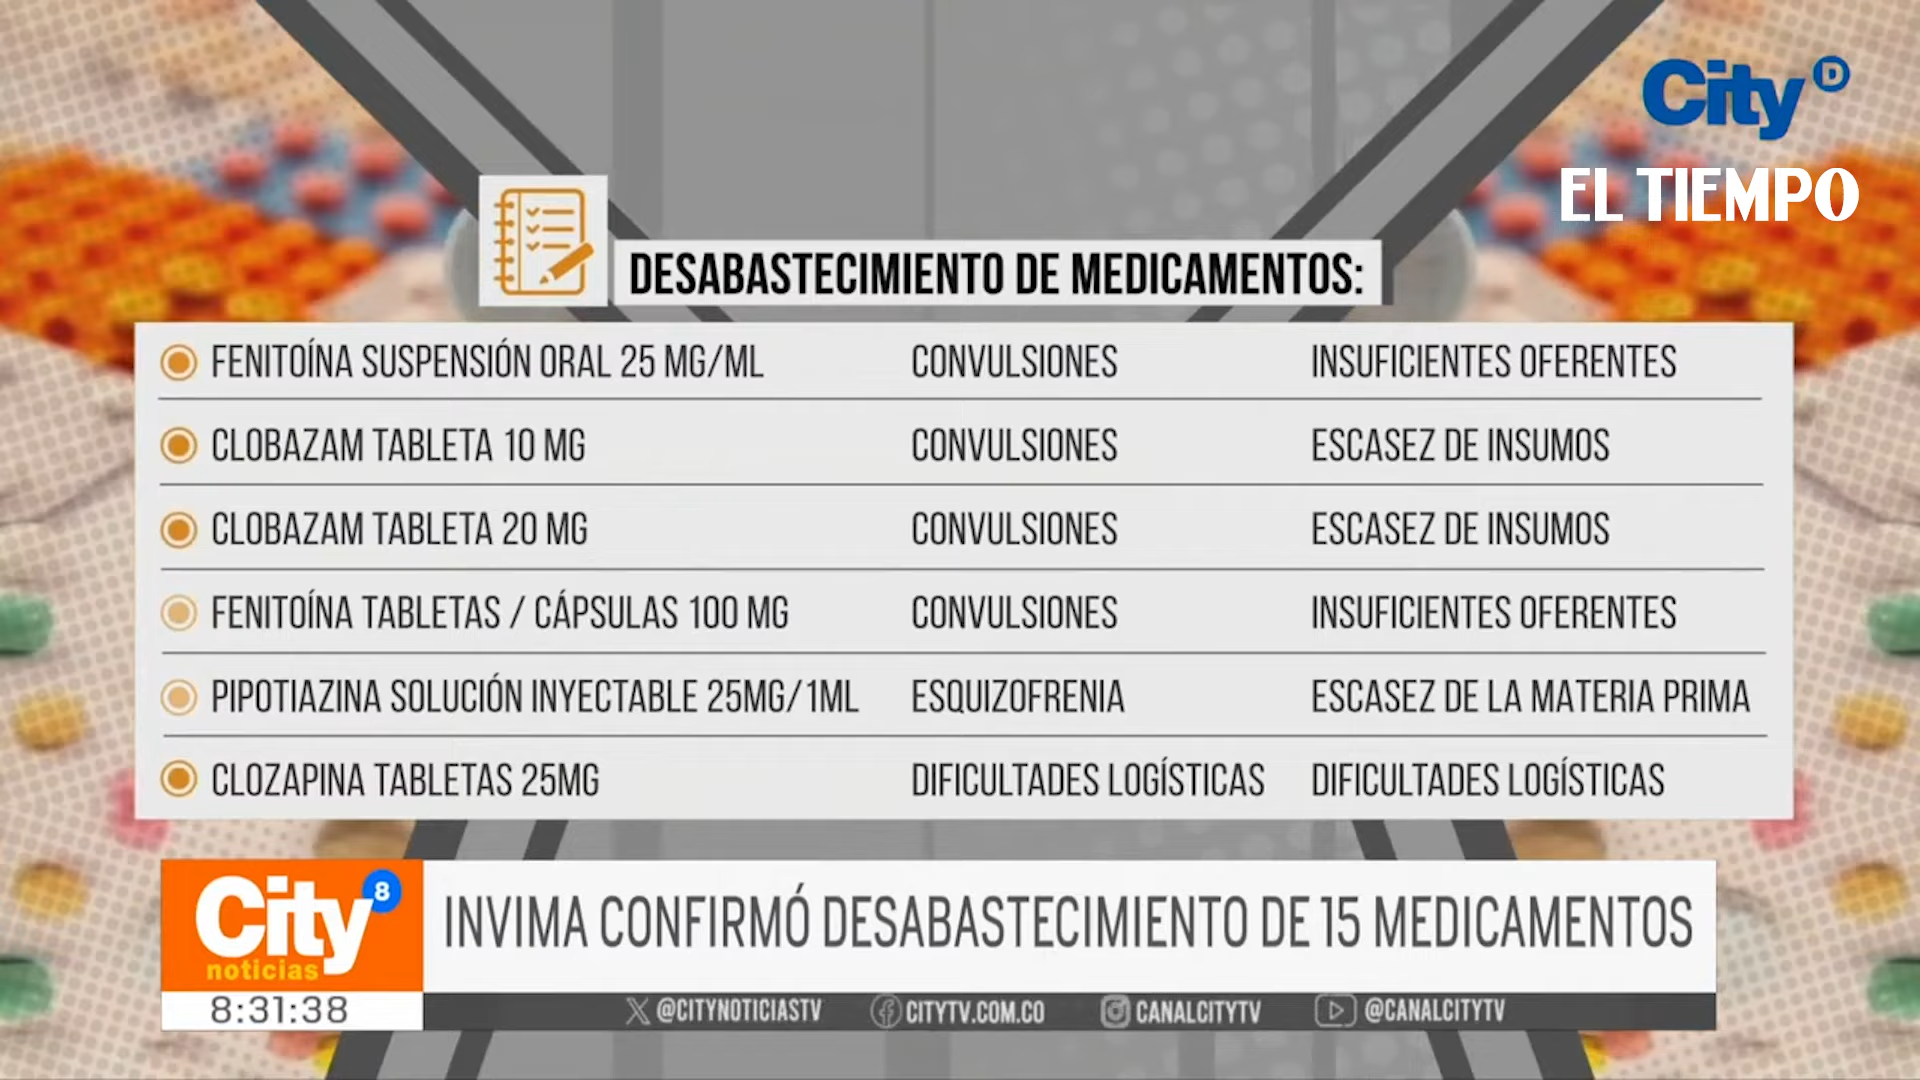 City D
EL TIEMPO
DESABASTECIMIENTO DE MEDICAMENTOS:
FENITOÍNA SUSPENSIÓN ORAL 25 MG/ML CONVULSIONES INSUFICIENTES OFERENTES
CLOBAZAM TABLETA 10 MG CONVULSIONES ESCASEZ DE INSUMOS
CLOBAZAM TABLETA 20 MG CONVULSIONES ESCASEZ DE INSUMOS
FENITOÍNA TABLETAS / CÁPSULAS 100 MG CONVULSIONES INSUFICIENTES OFERENTES
PIPOTIAZINA SOLUCIÓN INYECTABLE 25MG/1ML ESQUIZOFRENIA ESCASEZ DE LA MATERIA PRIMA
CLOZAPINA TABLETAS 25MG DIFICULTADES LOGÍSTICAS DIFICULTADES LOGÍSTICAS
City 8
noticias
INVIMA CONFIRMÓ DESABASTECIMIENTO DE 15 MEDICAMENTOS
8:31:38
@CITYNOTICIASTV CITYTV.COM.CO CANALCITYTV @CANALCITYTV